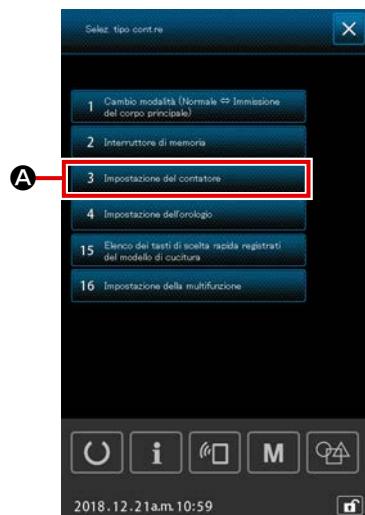 Selez. tipo cont.re
1 Cambio modalità (Normale ⇔ Immissione
del corpo principale)
2 Interruttore di memoria
A
3 Impostazione del contatore
4 Impostazione dell'orologio
15 Elenco dei tasti di scelta rapida registrati
del modello di cucitura
16 Impostazione della multifunzione
i M
2018.12.21a.m.10:59